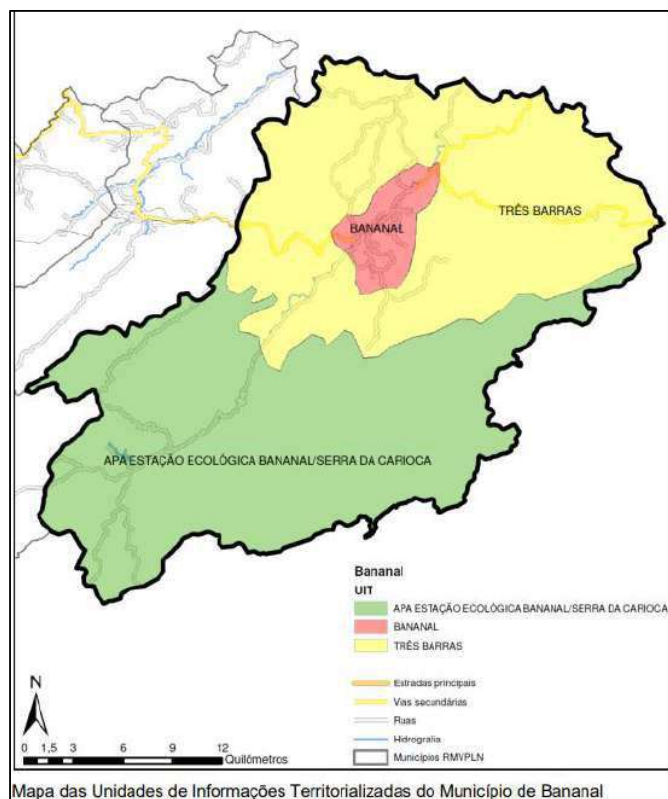 TRÊS BARRAS
BANANAL
APA ESTAÇÃO ECOLÓGICA BANANAL/SERRA DA CARIOCA
Bananal
UIT
APA ESTAÇÃO ECOLÓGICA BANANAL/SERRA DA CARIOCA
BANANAL
TRÊS BARRAS
Estradas principais
Vias secundárias
Ruas
Hidrografia
Municípios RMVPLN
N
0 1,5 3 6 9 12
Quilômetros
Mapa das Unidades de Informações Territorializadas do Município de Bananal